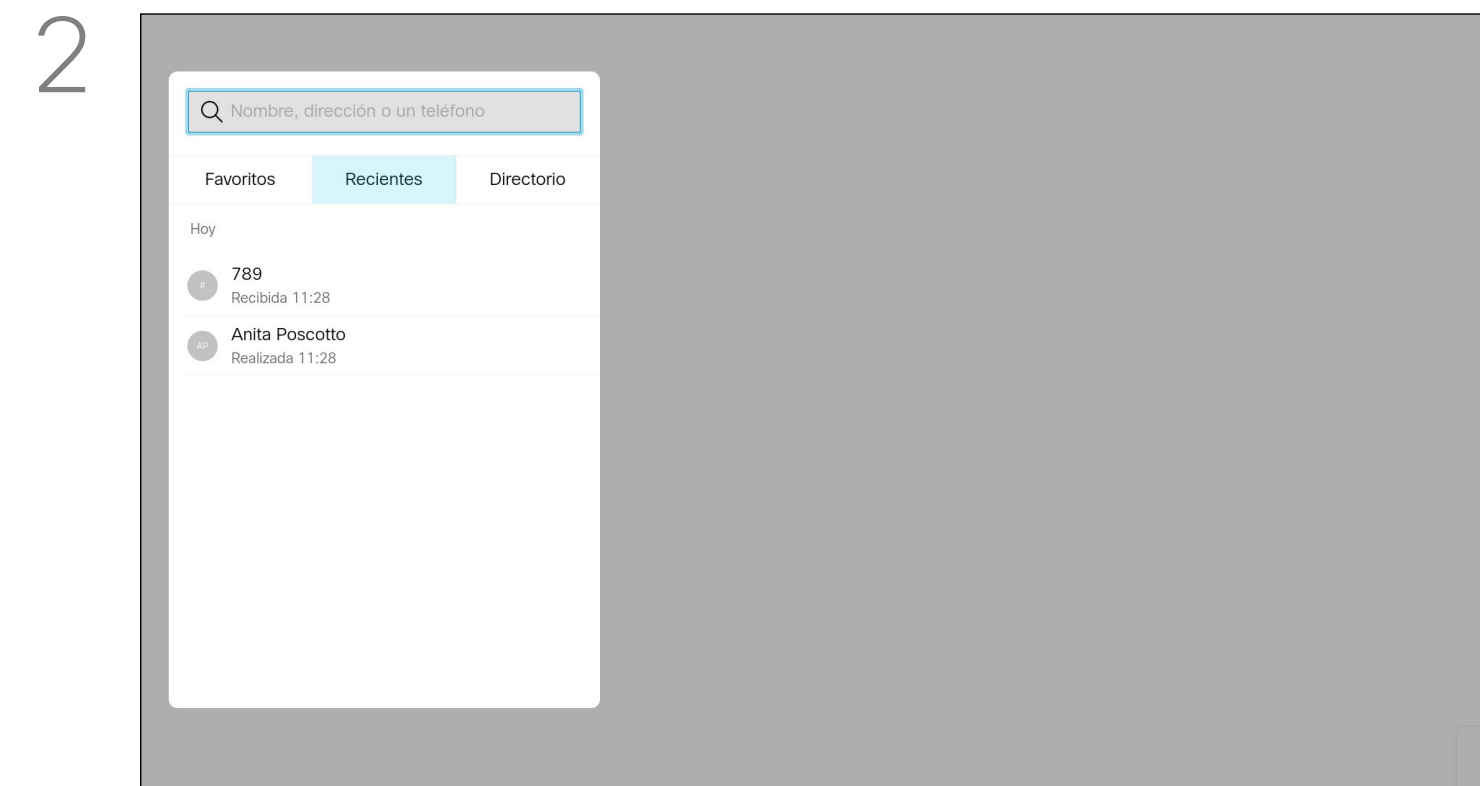 2
Nombre, dirección o un teléfono
Favoritos Recientes Directorio
Hoy
#
789
Recibida 11:28
AP
Anita Poscotto
Realizada 11:28